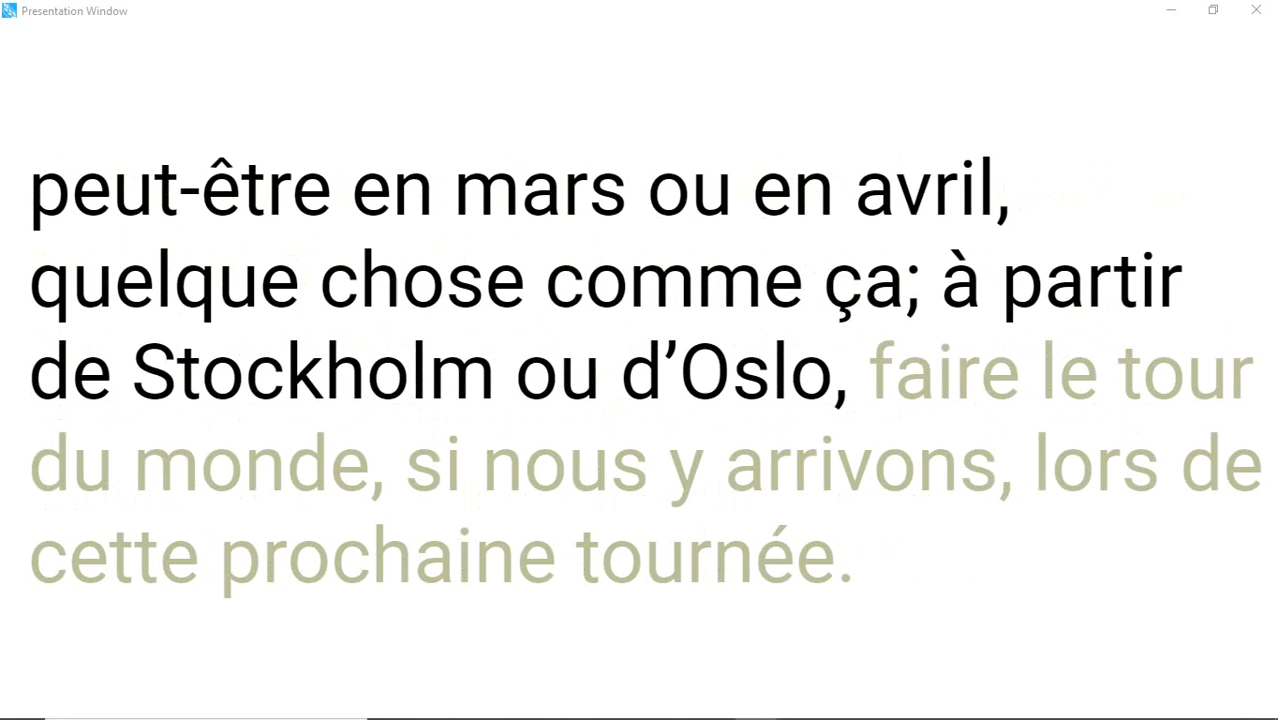 Presentation Window
peut-être en mars ou en avril,
quelque chose comme ça; à partir
de Stockholm ou d’Oslo, faire le tour
du monde, si nous y arrivons, lors de
cette prochaine tournée.